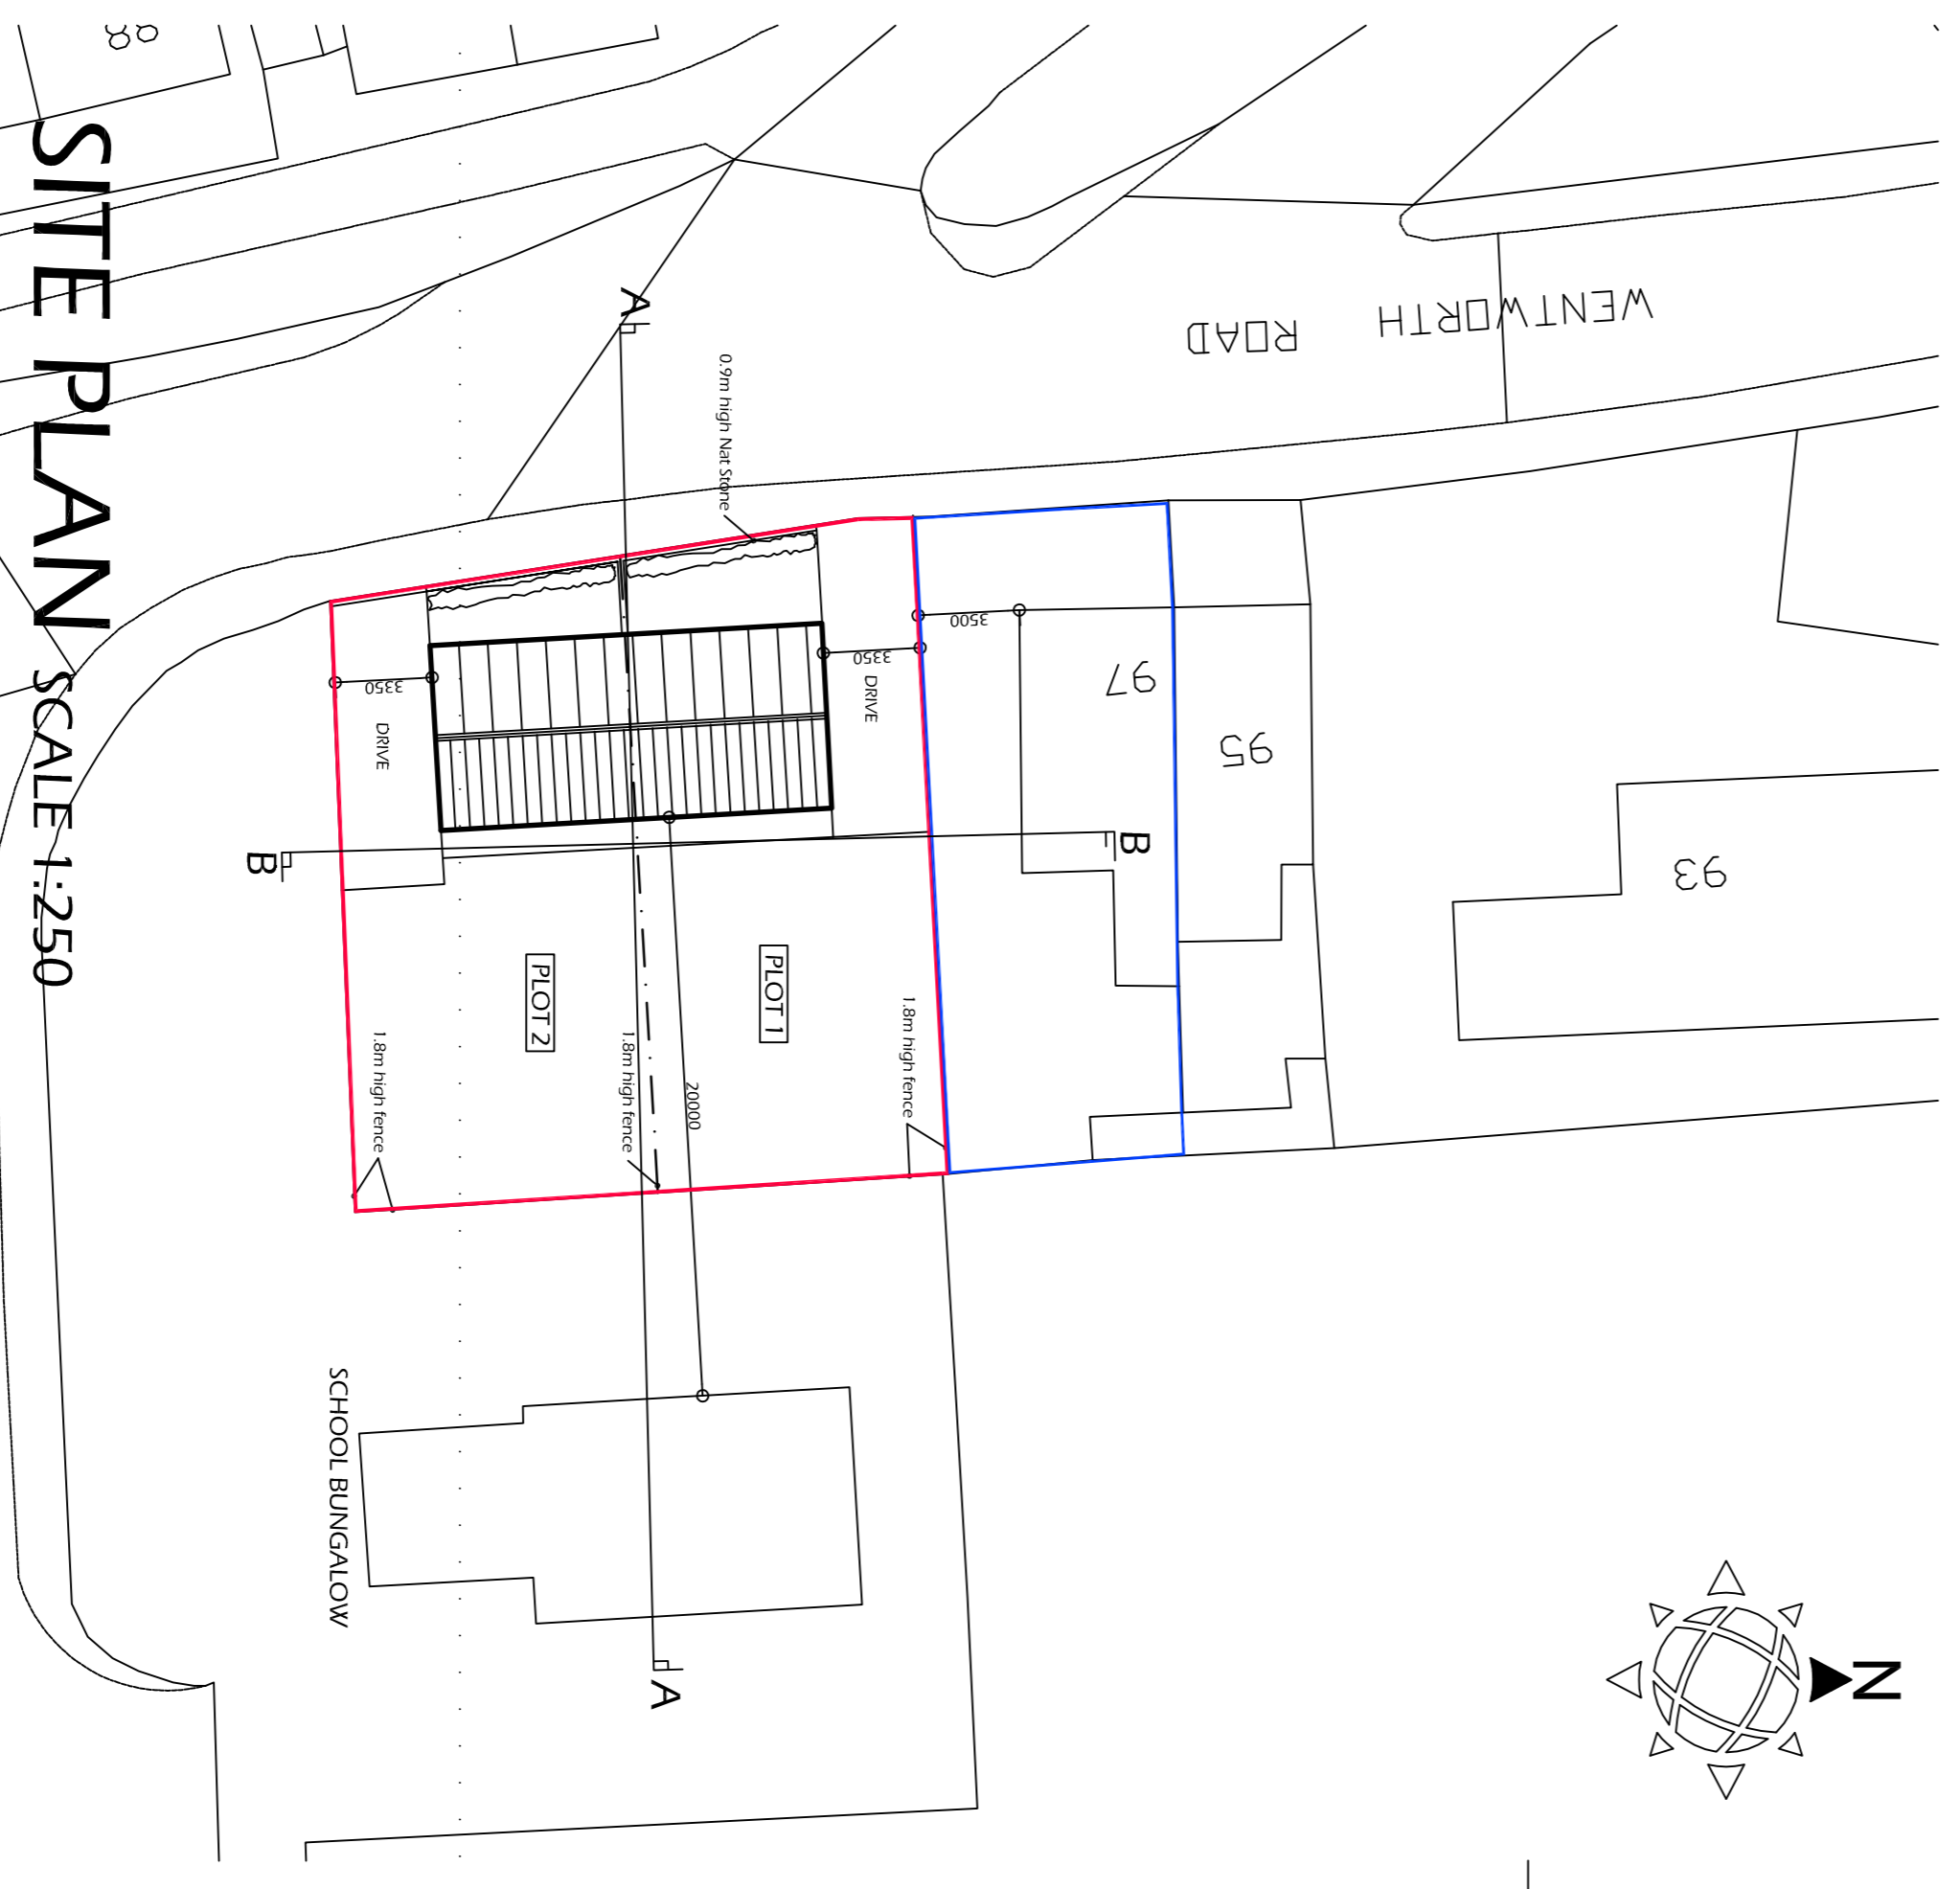 SITE PLAN SCALE 1:250
WENTWORTH ROAD
0.9m high Nat Stone
A
A
B
B
3500
3350
3350
DRIVE
DRIVE
97
95
93
PLOT 1
PLOT 2
1.8m high fence
1.8m high fence
1.8m high fence
20000
SCHOOL BUNGALOW
N